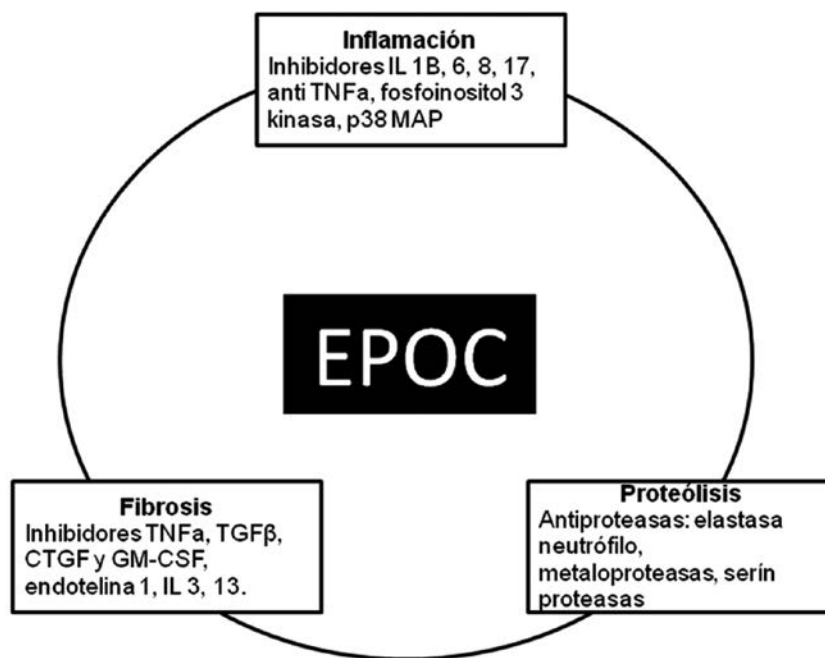 Inflamación
Inhibidores IL 1B, 6, 8, 17,
anti TNFa, fosfoinositol 3
kinasa, p38 MAP
EPOC
Fibrosis
Inhibidores TNFa, TGFβ,
CTGF y GM-CSF,
endotelina 1, IL 3, 13.
Proteólisis
Antiproteasas: elastasa
neutrófilo,
metaloproteasas, serín
proteasas